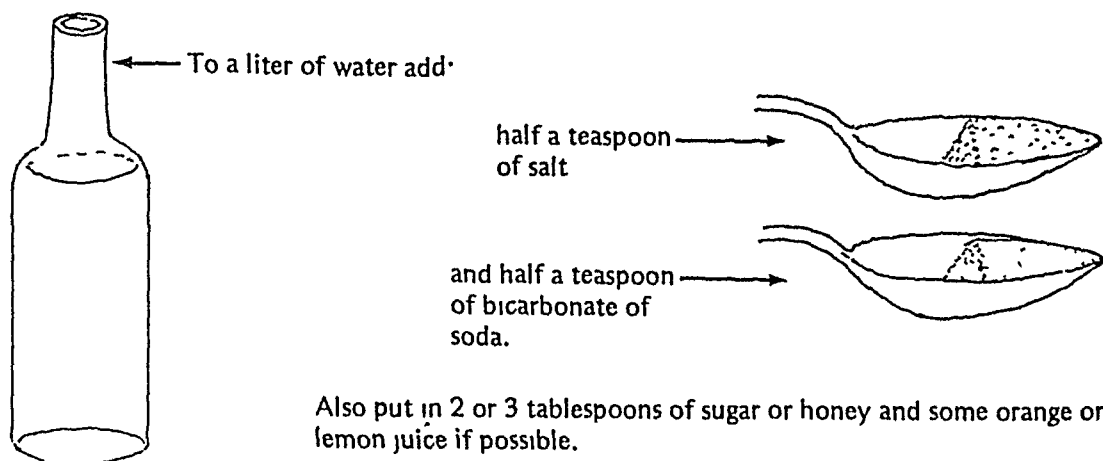 To a liter of water add·
half a teaspoon
of salt
and half a teaspoon
of bicarbonate of
soda.
Also put in 2 or 3 tablespoons of sugar or honey and some orange or
lemon juice if possible.